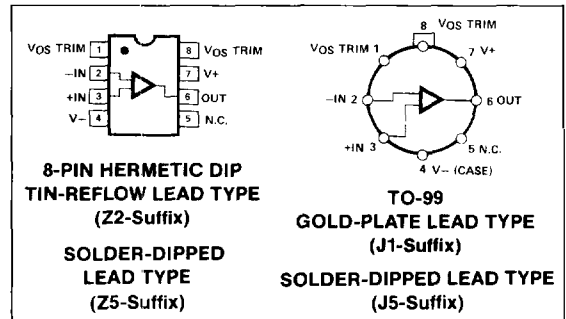 VOS TRIM 1
8 VOS TRIM
−IN 2
7 V+
+IN 3
6 OUT
V− 4
5 N.C.
8-PIN HERMETIC DIP
TIN-REFLOW LEAD TYPE
(Z2-Suffix)
SOLDER-DIPPED
LEAD TYPE
(Z5-Suffix)
8 VOS TRIM
VOS TRIM 1
7 V+
−IN 2
6 OUT
+IN 3
5 N.C.
4 V− (CASE)
TO-99
GOLD-PLATE LEAD TYPE
(J1-Suffix)
SOLDER-DIPPED LEAD TYPE
(J5-Suffix)